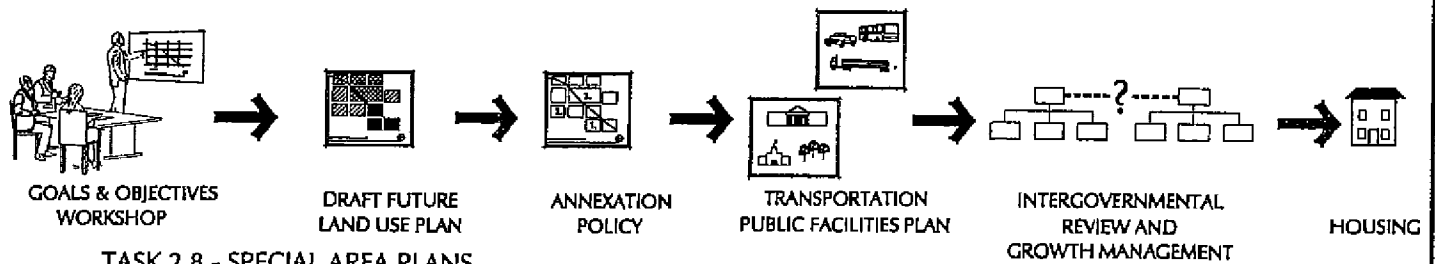 GOALS & OBJECTIVES
WORKSHOP
DRAFT FUTURE
LAND USE PLAN
ANNEXATION
POLICY
TRANSPORTATION
PUBLIC FACILITIES PLAN
?
INTERGOVERNMENTAL
REVIEW AND
GROWTH MANAGEMENT
HOUSING
TASK 2.8 - SPECIAL AREA PLANS